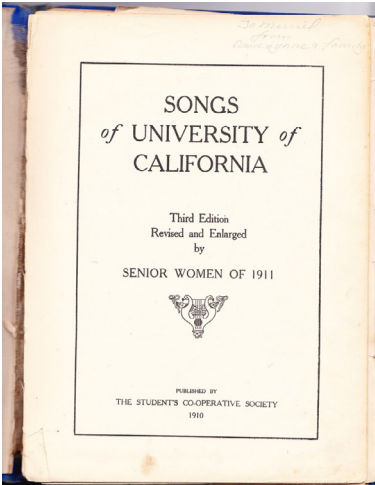 from
SONGS
of UNIVERSITY of
CALIFORNIA
Third Edition
Revised and Enlarged
by
SENIOR WOMEN OF 1911
PUBLISHED BY
THE STUDENT'S CO-OPERATIVE SOCIETY
1910